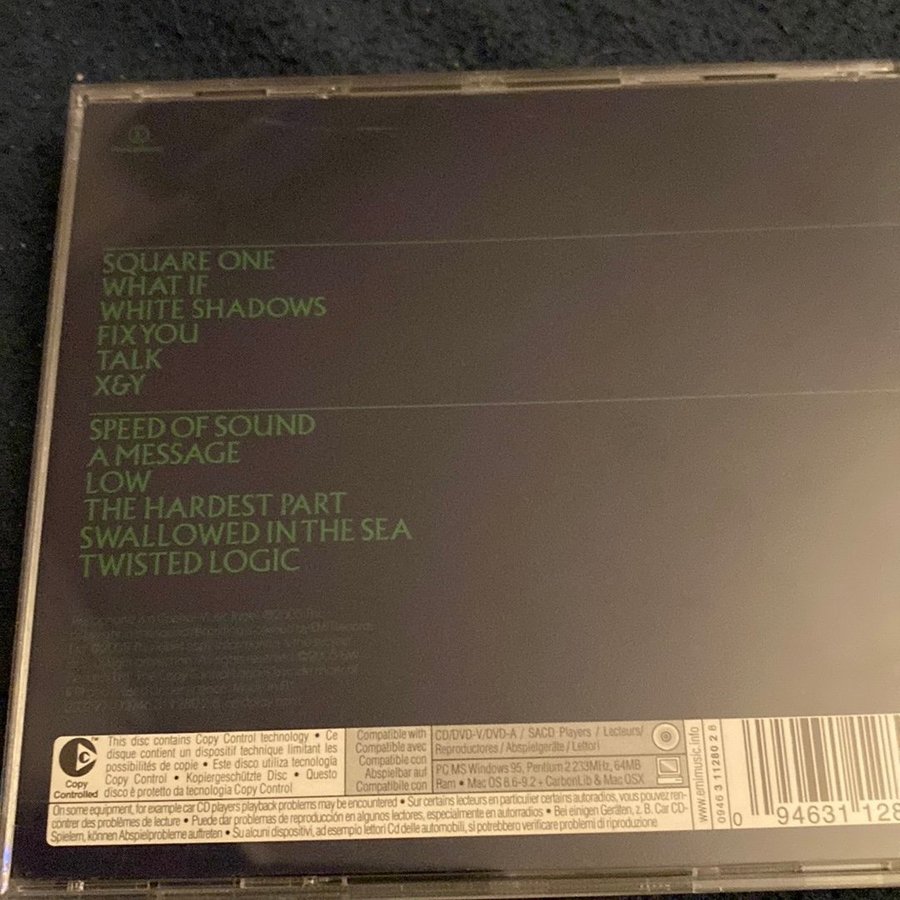 SQUARE ONE
WHAT IF
WHITE SHADOWS
FIX YOU
TALK
X&Y
SPEED OF SOUND
A MESSAGE
LOW
THE HARDEST PART
SWALLOWED IN THE SEA
TWISTED LOGIC
Copy
Controlled
TM
This disc contains Copy Control technology • Ce
disque contient un dispositif technique limitant les
possibilités de copie • Este disco utiliza tecnología
Copy Control • Kopiergeschützte Disc • Questo
disco è protetto da tecnologia Copy Control
Compatible with
Compatible avec
Compatible con
Abspielbar auf
Compatibile con
CD/DVD-V/DVD-A / SACD Players / Lecteurs/
Reproductores / Abspielgeräte / Lettori
PC MS Windows 95, Pentium 2 233MHz, 64MB
Ram • Mac OS 8.6-9.2 + CarbonLib & Mac OSX
On some equipment, for example car CD players playback problems may be encountered • Sur certains lecteurs en particulier certains autoradios, vous pouvez ren-
contrer des problèmes de lecture • Puede dar problemas de reproducción en algunos lectores, especialmente en autorradios • Bei einigen Geräten, z. B. Car CD-
Spielern, können Abspielprobleme auftreten • Su alcuni dispositivi, ad esempio lettori Cd delle automobili, si potrebbero verificare problemi di riproduzione
www.emimusic.info
0946 3 11280 2 8
0 94631 128